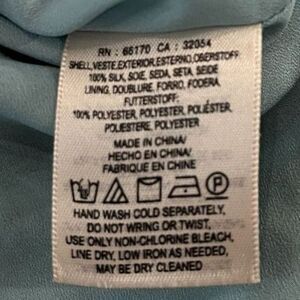 RN : 66170 CA : 32054
SHELL,VESTE,EXTERIOR,ESTERNO,OBERSTOFF:
100% SILK, SOIE, SEDA, SETA, SEIDE
LINING, DOUBLURE, FORRO, FODERA,
FUTTERSTOFF:
100% POLYESTER, POLYESTER, POLIÉSTER,
POLIESTERE, POLYESTER
MADE IN CHINA/
HECHO EN CHINA/
FABRIQUE EN CHINE
P
HAND WASH COLD SEPARATELY,
DO NOT WRING OR TWIST,
USE ONLY NON-CHLORINE BLEACH,
LINE DRY, LOW IRON AS NEEDED,
MAY BE DRY CLEANED